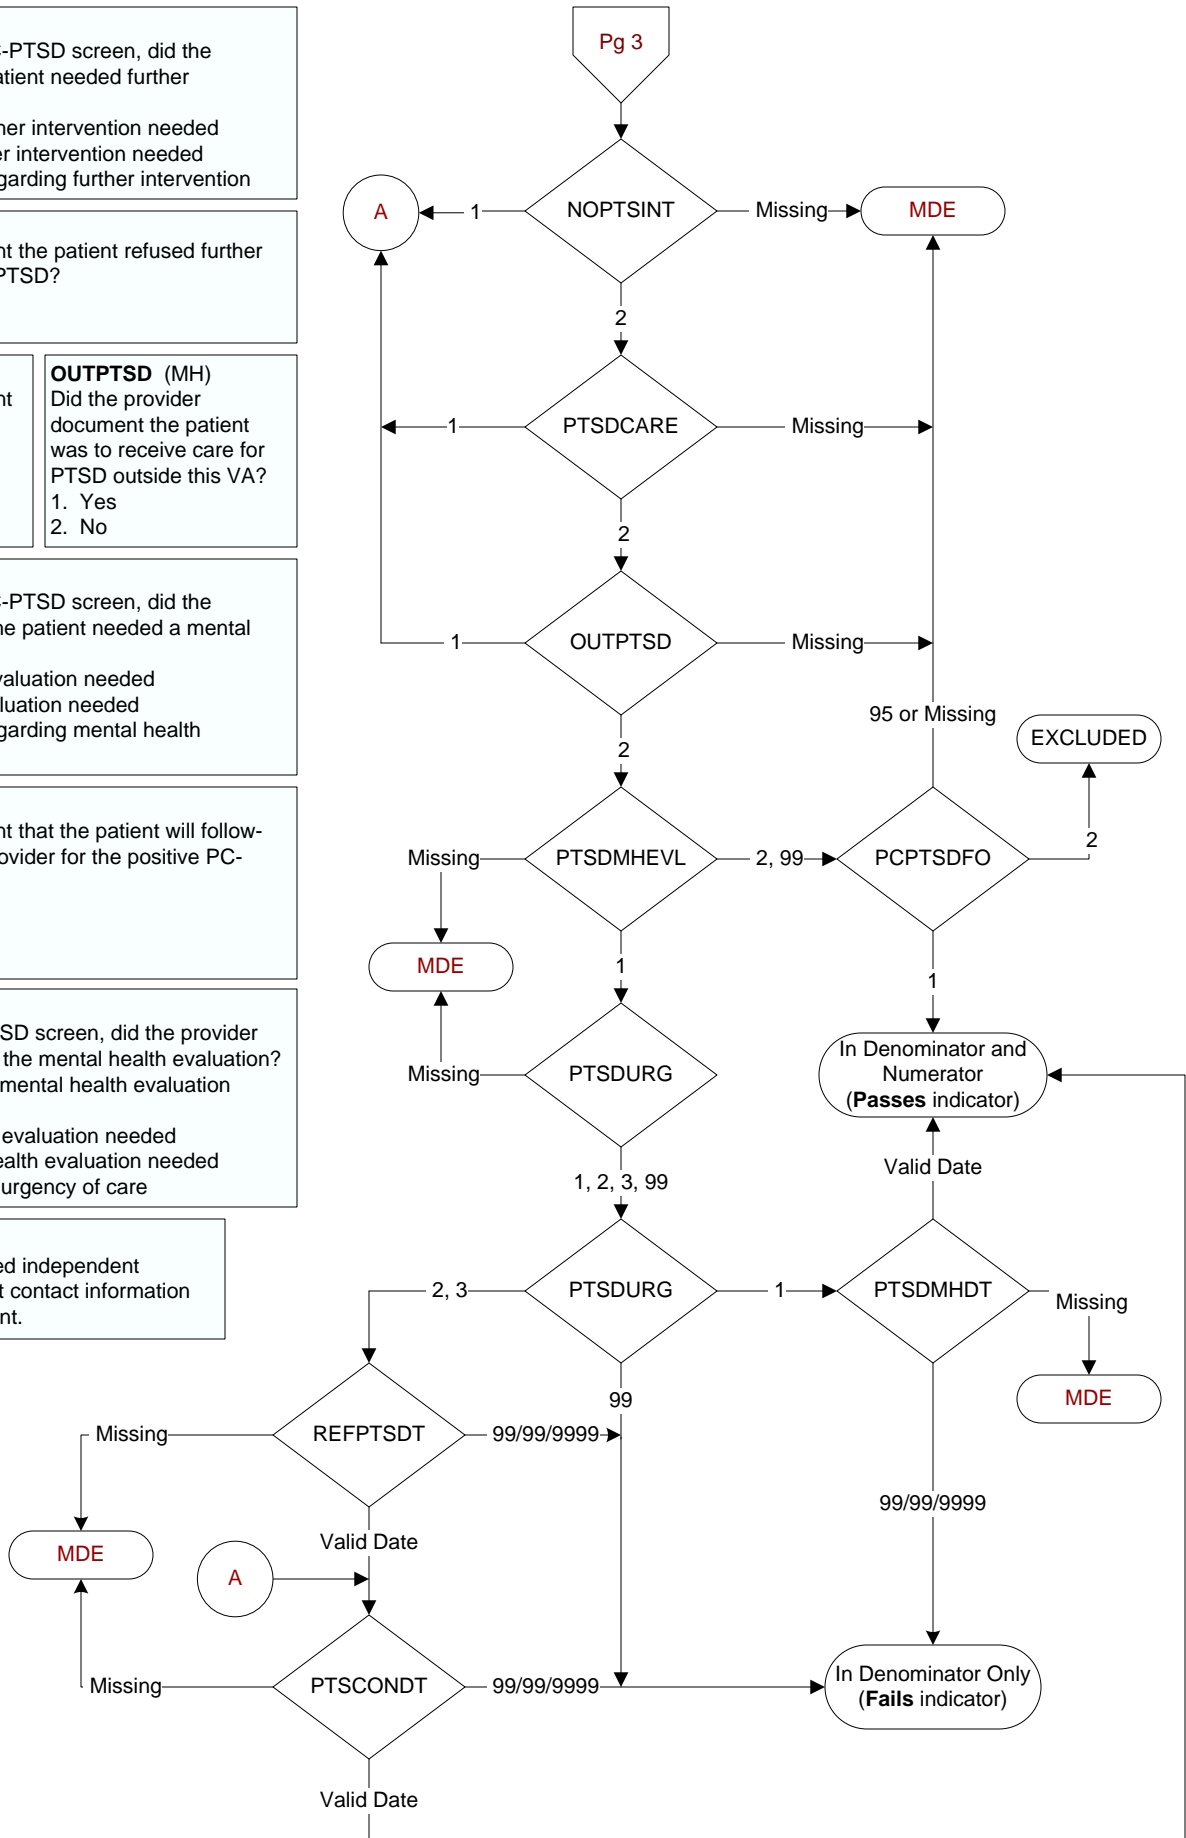 C-PTSD screen, did the
atient needed further
her intervention needed
er intervention needed
garding further intervention
nt the patient refused further
PTSD?
nt
OUTPTSD (MH)
Did the provider
document the patient
was to receive care for
PTSD outside this VA?
1. Yes
2. No
C-PTSD screen, did the
he patient needed a mental
valuation needed
luation needed
garding mental health
nt that the patient will follow-
ovider for the positive PC-
SD screen, did the provider
the mental health evaluation?
mental health evaluation
evaluation needed
ealth evaluation needed
urgency of care
ed independent
t contact information
nt.
Pg 3
A
1
NOPTSINT
Missing
MDE
2
1
PTSDCARE
Missing
2
1
OUTPTSD
Missing
95 or Missing
EXCLUDED
2
2
Missing
PTSDMHEVL
2, 99
PCPTSDFO
MDE
1
1
Missing
PTSDURG
In Denominator and
Numerator
(Passes indicator)
Valid Date
1, 2, 3, 99
2, 3
PTSDURG
1
PTSDMHDT
Missing
99
MDE
Missing
REFPTSDT
99/99/9999
99/99/9999
Valid Date
MDE
A
Missing
PTSCONDT
99/99/9999
In Denominator Only
(Fails indicator)
Valid Date